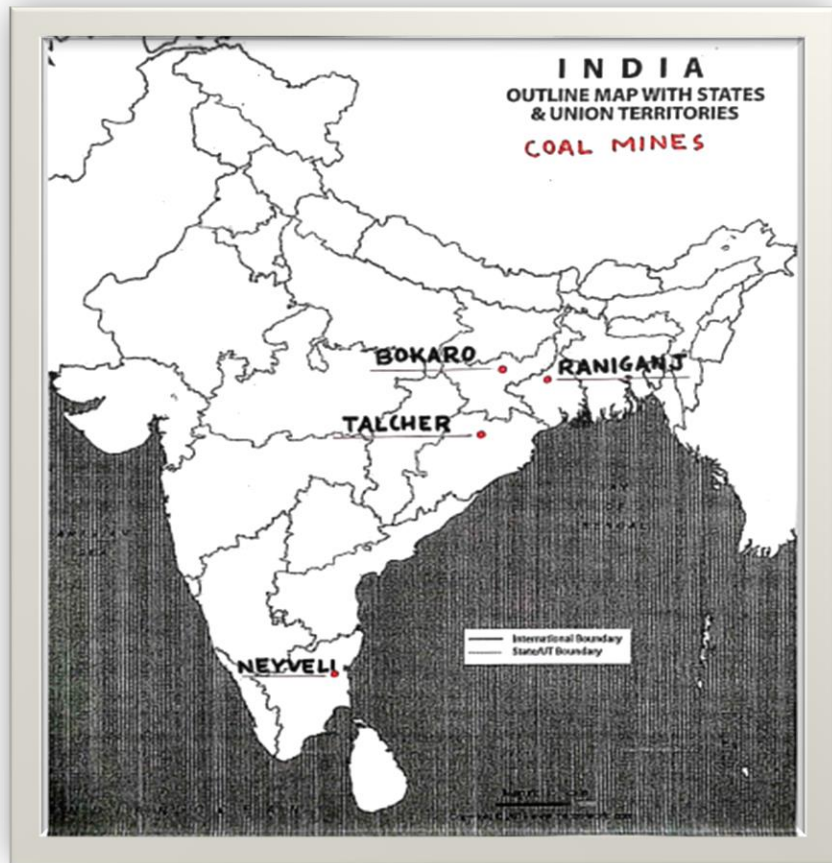 INDIA
OUTLINE MAP WITH STATES
& UNION TERRITORIES
COAL MINES
BOKARO
RANIGANJ
TALCHER
NEYVELI
International Boundary
State/UT Boundary